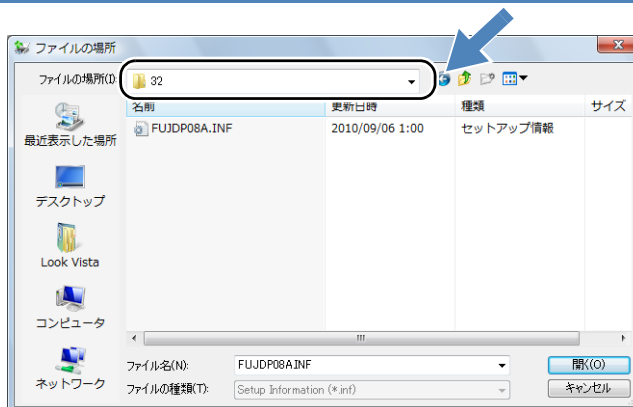 ファイルの場所
ファイルの場所(I):
32
名前 更新日時 種類 サイズ
FUJDP08A.INF 2010/09/06 1:00 セットアップ情報
最近表示した場所
デスクトップ
Look Vista
コンピュータ
ネットワーク
ファイル名(N): FUJDP08A.INF 開く(O)
ファイルの種類(T): Setup Information (*.inf) キャンセル